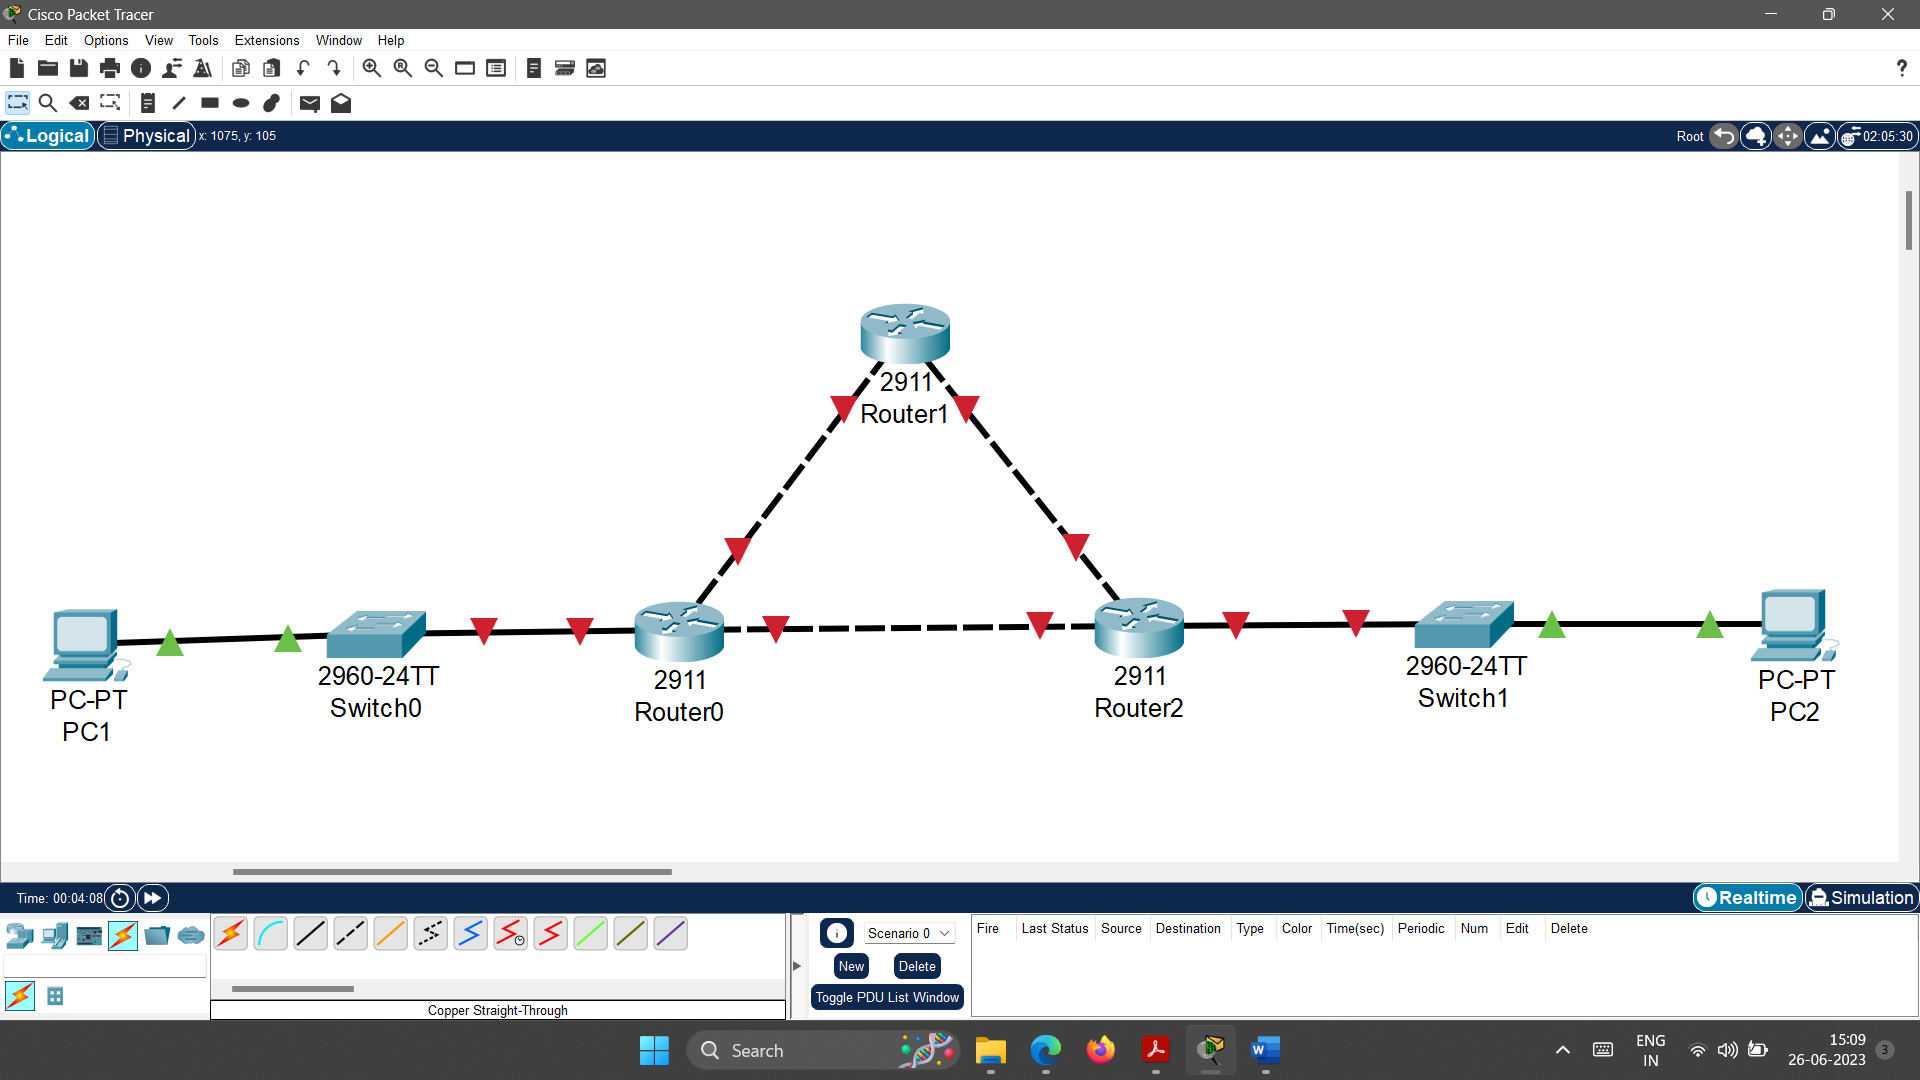 Cisco Packet Tracer
File Edit Options View Tools Extensions Window Help
Logical Physical x: 1075, y: 105 Root 02:05:30
2911
Router1
2960-24TT
Switch0
2911
Router0
2911
Router2
2960-24TT
Switch1
PC-PT
PC1
PC-PT
PC2
Time: 00:04:08 Realtime Simulation
Scenario 0
New Delete
Toggle PDU List Window
Fire Last Status Source Destination Type Color Time(sec) Periodic Num Edit Delete
Copper Straight-Through
Search
ENG
IN
15:09
26-06-2023
3